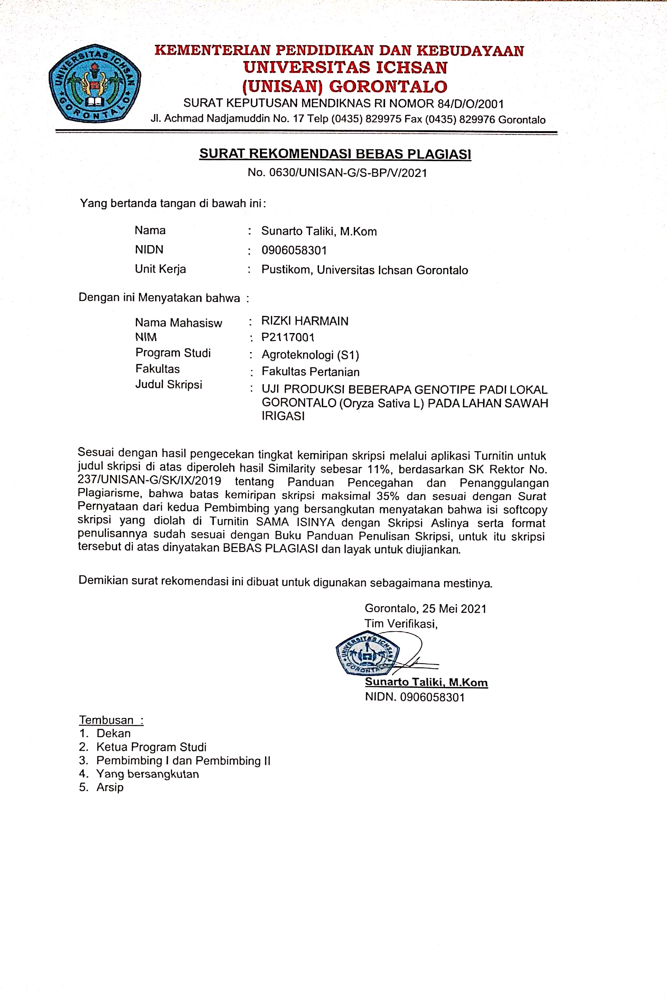 UNIVERSITAS ICHSAN
GORONTALO
KEMENTERIAN PENDIDIKAN DAN KEBUDAYAAN
UNIVERSITAS ICHSAN
(UNISAN) GORONTALO
SURAT KEPUTUSAN MENDIKNAS RI NOMOR 84/D/O/2001
Jl. Achmad Nadjamuddin No. 17 Telp (0435) 829975 Fax (0435) 829976 Gorontalo
SURAT REKOMENDASI BEBAS PLAGIASI
No. 0630/UNISAN-G/S-BP/V/2021
Yang bertanda tangan di bawah ini :
Nama : Sunarto Taliki, M.Kom
NIDN : 0906058301
Unit Kerja : Pustikom, Universitas Ichsan Gorontalo
Dengan ini Menyatakan bahwa :
Nama Mahasisw : RIZKI HARMAIN
NIM : P2117001
Program Studi : Agroteknologi (S1)
Fakultas : Fakultas Pertanian
Judul Skripsi : UJI PRODUKSI BEBERAPA GENOTIPE PADI LOKAL
GORONTALO (Oryza Sativa L) PADA LAHAN SAWAH
IRIGASI
Sesuai dengan hasil pengecekan tingkat kemiripan skripsi melalui aplikasi Turnitin untuk
judul skripsi di atas diperoleh hasil Similarity sebesar 11%, berdasarkan SK Rektor No.
237/UNISAN-G/SK/IX/2019 tentang Panduan Pencegahan dan Penanggulangan
Plagiarisme, bahwa batas kemiripan skripsi maksimal 35% dan sesuai dengan Surat
Pernyataan dari kedua Pembimbing yang bersangkutan menyatakan bahwa isi softcopy
skripsi yang diolah di Turnitin SAMA ISINYA dengan Skripsi Aslinya serta format
penulisannya sudah sesuai dengan Buku Panduan Penulisan Skripsi, untuk itu skripsi
tersebut di atas dinyatakan BEBAS PLAGIASI dan layak untuk diujiankan.
Demikian surat rekomendasi ini dibuat untuk digunakan sebagaimana mestinya.
Gorontalo, 25 Mei 2021
Tim Verifikasi,
UNIVERSITAS ICHSAN
GORONTALO
Sunarto Taliki, M.Kom
NIDN. 0906058301
Tembusan :
1. Dekan
2. Ketua Program Studi
3. Pembimbing I dan Pembimbing II
4. Yang bersangkutan
5. Arsip